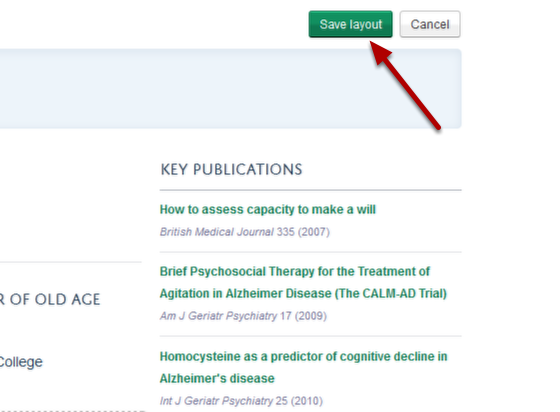 Save layout Cancel
KEY PUBLICATIONS
How to assess capacity to make a will
British Medical Journal 335 (2007)
Brief Psychosocial Therapy for the Treatment of
Agitation in Alzheimer Disease (The CALM-AD Trial)
R OF OLD AGE
Am J Geriatr Psychiatry 17 (2009)
College
Homocysteine as a predictor of cognitive decline in
Alzheimer's disease
Int J Geriatr Psychiatry 25 (2010)